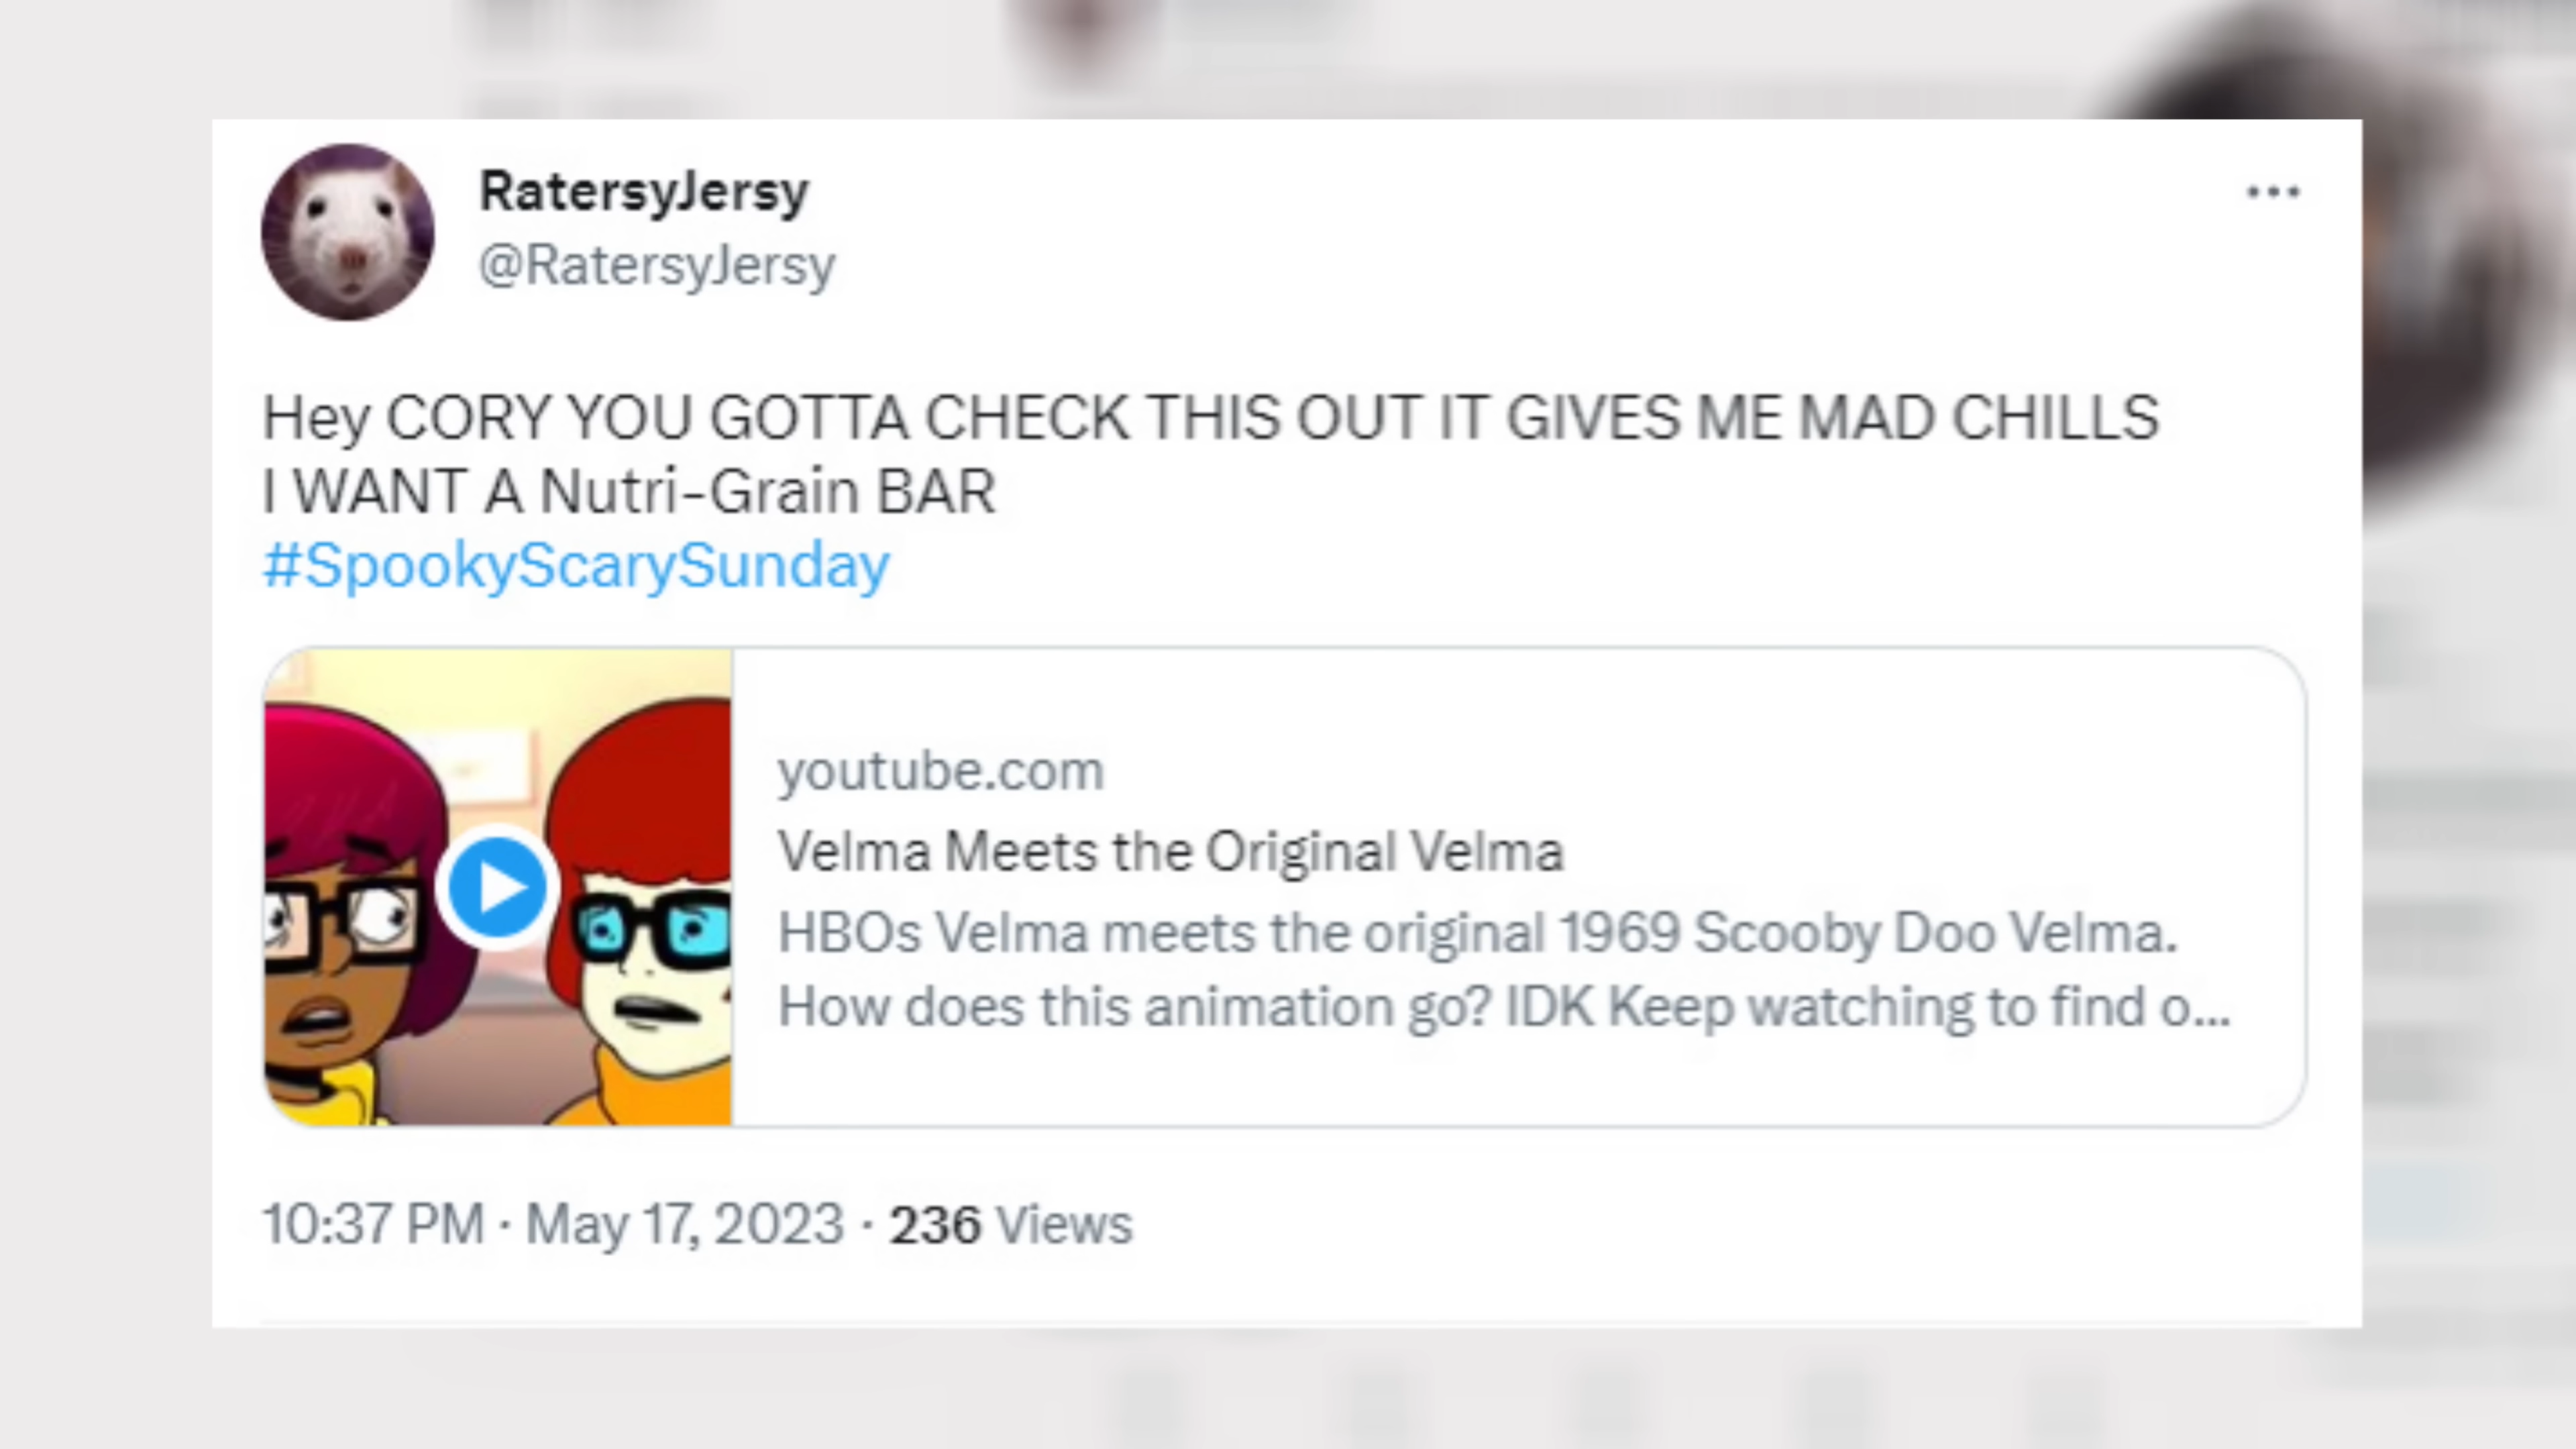 RatersyJersy
@RatersyJersy
Hey CORY YOU GOTTA CHECK THIS OUT IT GIVES ME MAD CHILLS
I WANT A Nutri-Grain BAR
#SpookyScarySunday
youtube.com
Velma Meets the Original Velma
HBOs Velma meets the original 1969 Scooby Doo Velma.
How does this animation go? IDK Keep watching to find o...
10:37 PM · May 17, 2023 · 236 Views